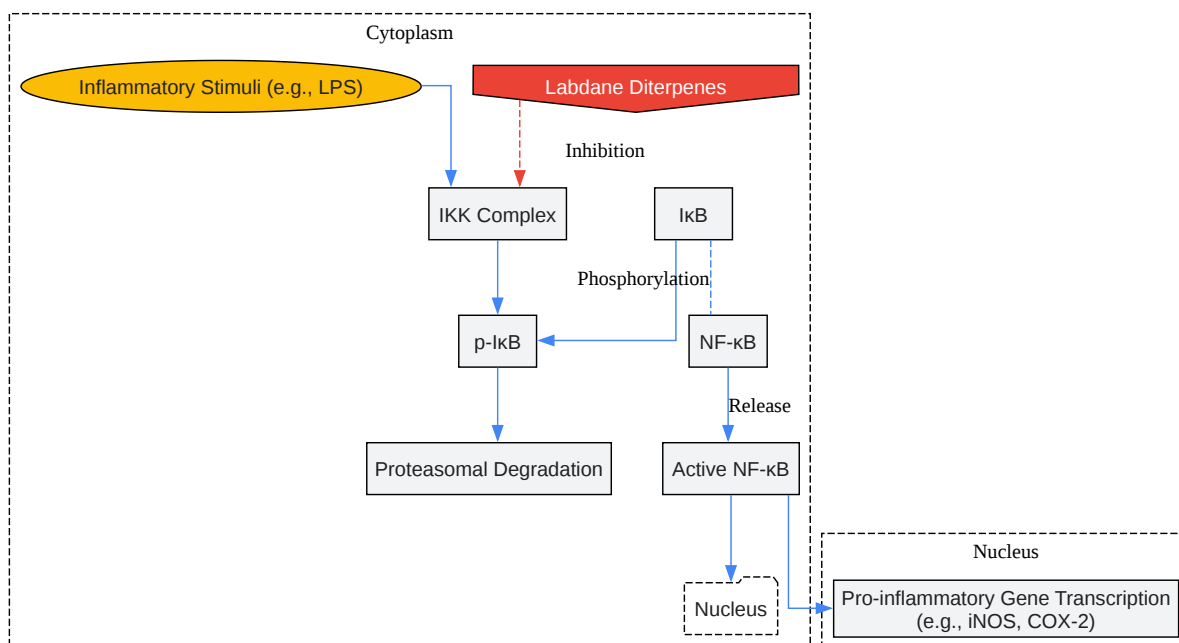 Cytoplasm
Inflammatory Stimuli (e.g., LPS)
Labdane Diterpenes
Inhibition
IKK Complex
IκB
Phosphorylation
p-IκB
NF-κB
Release
Proteasomal Degradation
Active NF-κB
Nucleus
Nucleus
Pro-inflammatory Gene Transcription
(e.g., iNOS, COX-2)